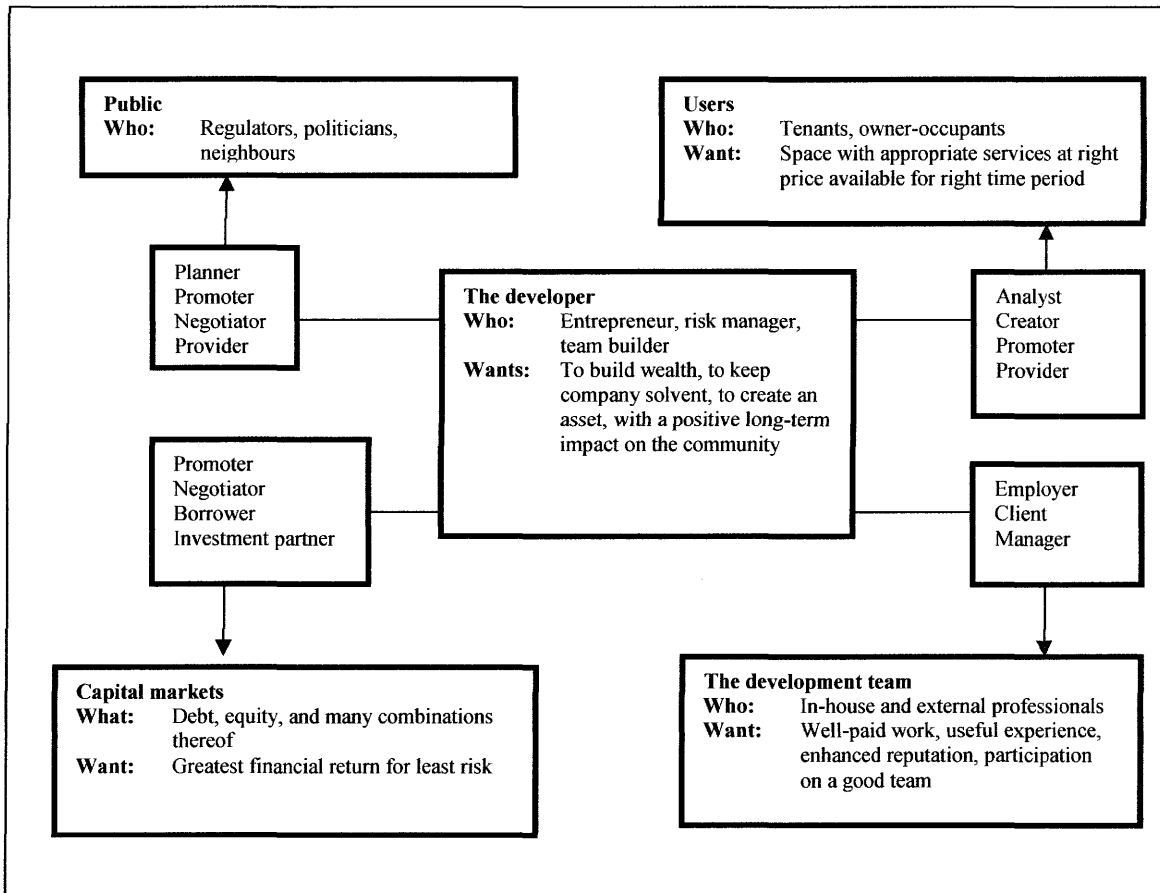 Public
Who: Regulators, politicians,
neighbours
Users
Who: Tenants, owner-occupants
Want: Space with appropriate services at right
price available for right time period
Planner
Promoter
Negotiator
Provider
The developer
Who: Entrepreneur, risk manager,
team builder
Wants: To build wealth, to keep
company solvent, to create an
asset, with a positive long-term
impact on the community
Analyst
Creator
Promoter
Provider
Promoter
Negotiator
Borrower
Investment partner
Employer
Client
Manager
Capital markets
What: Debt, equity, and many combinations
thereof
Want: Greatest financial return for least risk
The development team
Who: In-house and external professionals
Want: Well-paid work, useful experience,
enhanced reputation, participation
on a good team